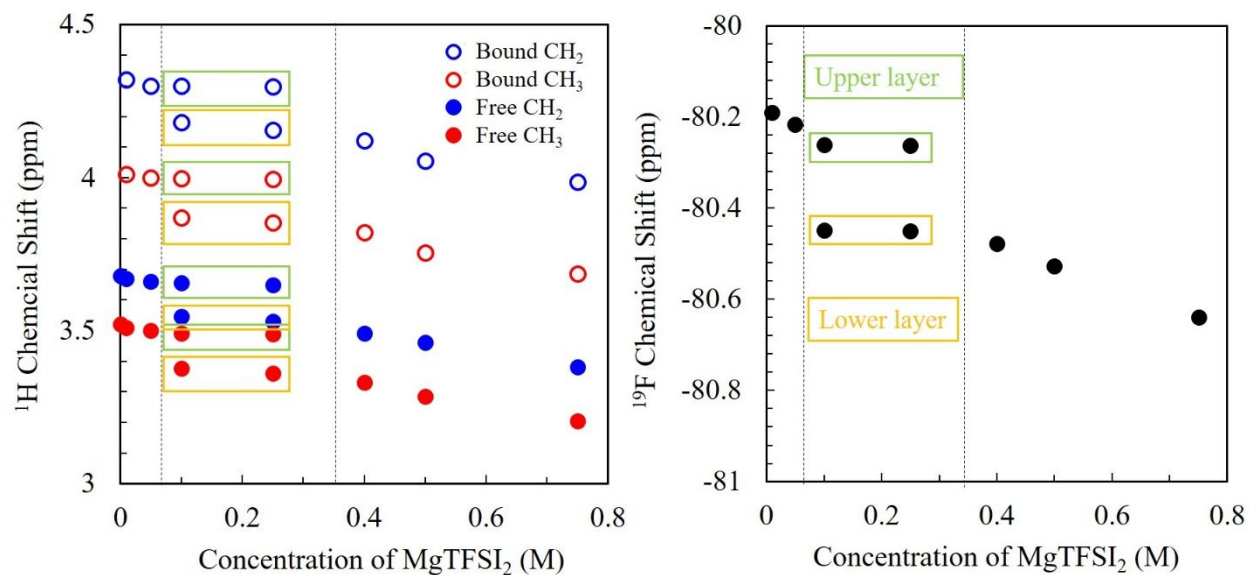 ¹H Chemcial Shift (ppm)
4.5
4
3.5
3
0
0.2
0.4
0.6
0.8
Concentration of MgTFSI₂ (M)
Bound CH₂
Bound CH₃
Free CH₂
Free CH₃
¹⁹F Chemical Shift (ppm)
-80
-80.2
-80.4
-80.6
-80.8
-81
0
0.2
0.4
0.6
0.8
Concentration of MgTFSI₂ (M)
Upper layer
Lower layer